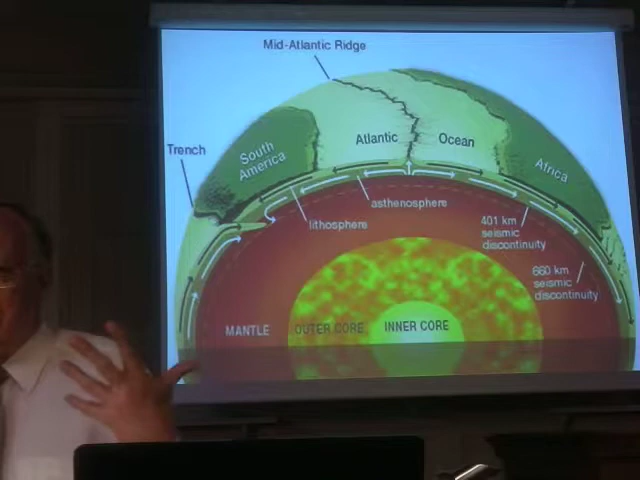 Mid-Atlantic Ridge
Trench
South
America
Atlantic
Ocean
Africa
asthenosphere
lithosphere
401 km
seismic
discontinuity
660 km
seismic
discontinuity
MANTLE
OUTER CORE
INNER CORE